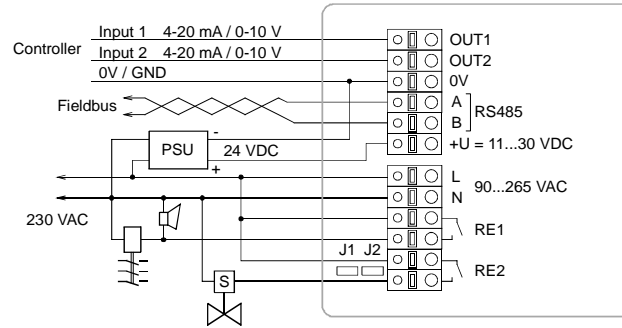 Input 1 4-20 mA / 0-10 V
OUT1
Controller
Input 2 4-20 mA / 0-10 V
OUT2
0V / GND
0V
Fieldbus
A
B
RS485
PSU
-
+
24 VDC
+U = 11...30 VDC
L
N
90...265 VAC
230 VAC
RE1
J1 J2
RE2
S